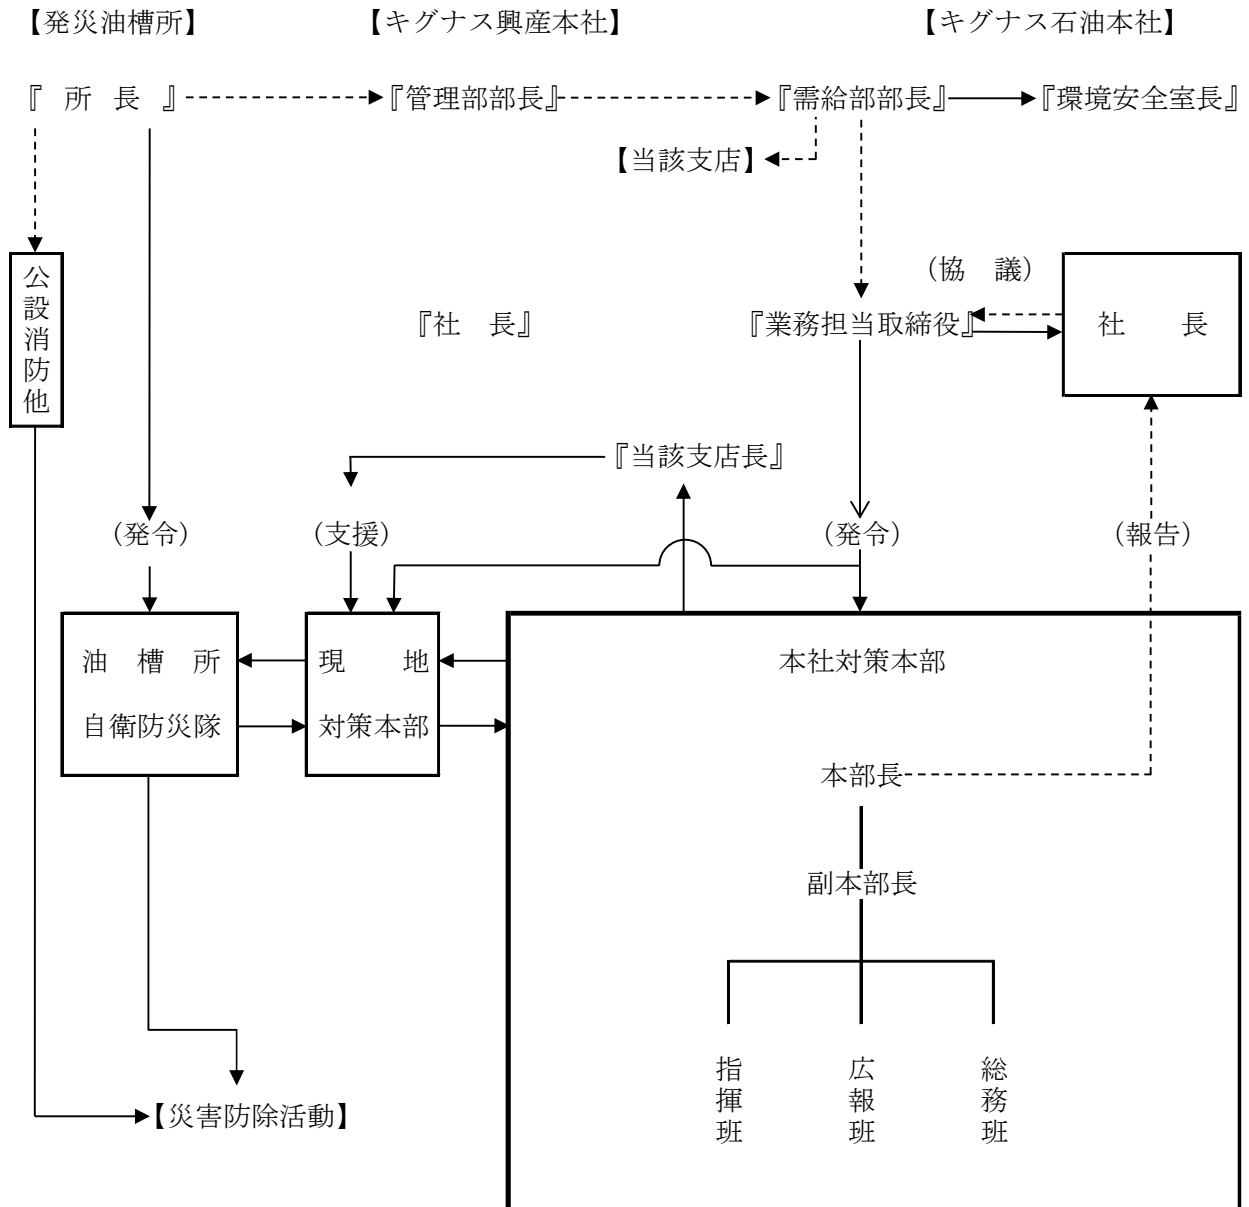 【発災油槽所】 【キグナス興産本社】 【キグナス石油本社】
『 所 長 』 『管理部部長』 『需給部部長』 『環境安全室長』
【当該支店】
公設消防他
(協 議)
『社 長』 『業務担当取締役』 社 長
『当該支店長』
(発令) (支援) (発令) (報告)
油 槽 所 現 地 本社対策本部
自衛防災隊 対策本部
本部長
副本部長
指揮班 広報班 総務班
【災害防除活動】